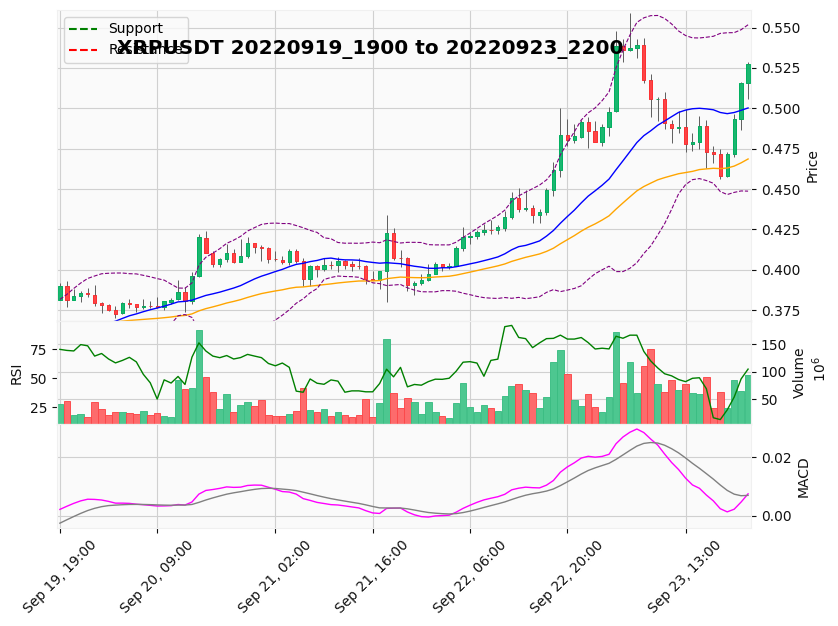 XRPUSDT 20220919_1900 to 20220923_2200
Support
Resistance
0.550
0.525
0.500
0.475
0.450
0.425
0.400
0.375
Price
75
50
25
RSI
150
100
50
Volume
10^6
0.02
0.00
MACD
Sep 19, 19:00
Sep 20, 09:00
Sep 21, 02:00
Sep 21, 16:00
Sep 22, 06:00
Sep 22, 20:00
Sep 23, 13:00